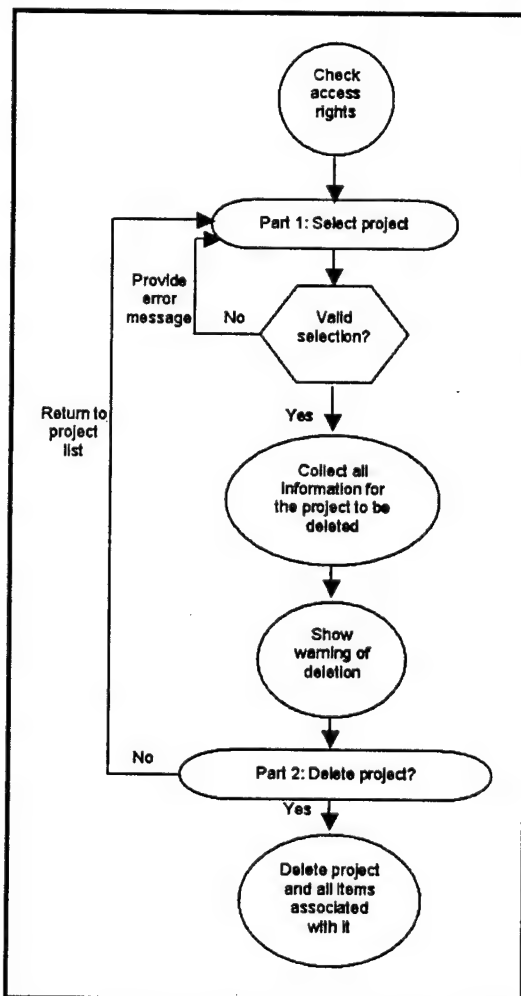 Check
access
rights
Part 1: Select project
Provide
error
message
No
Valid
selection?
Yes
Return to
project
list
Collect all
information for
the project to be
deleted
Show
warning of
deletion
No
Part 2: Delete project?
Yes
Delete project
and all items
associated
with it